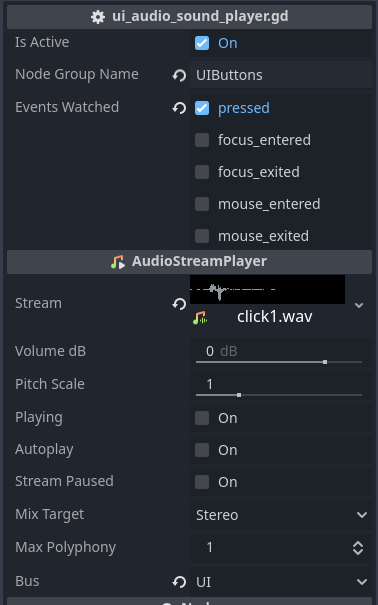 ui_audio_sound_player.gd
Is Active On
Node Group Name UIButtons
Events Watched pressed
focus_entered
focus_exited
mouse_entered
mouse_exited
AudioStreamPlayer
Stream
click1.wav
Volume dB 0 dB
Pitch Scale 1
Playing On
Autoplay On
Stream Paused On
Mix Target Stereo
Max Polyphony 1
Bus UI